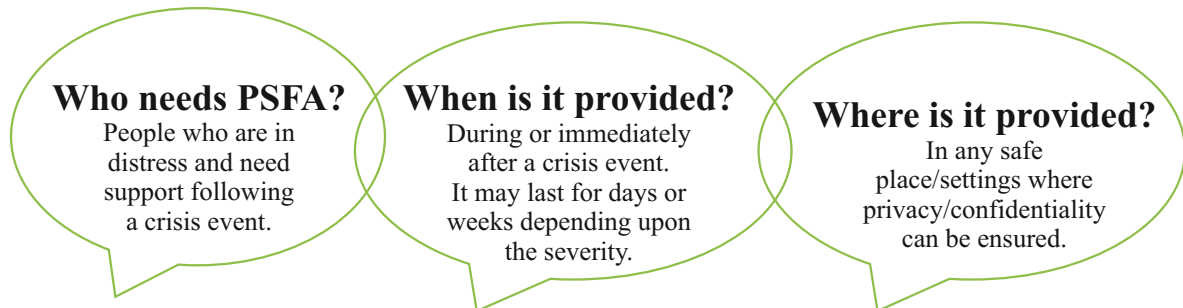 Who needs PSFA?
People who are in
distress and need
support following
a crisis event.
When is it provided?
During or immediately
after a crisis event.
It may last for days or
weeks depending upon
the severity.
Where is it provided?
In any safe
place/settings where
privacy/confidentiality
can be ensured.